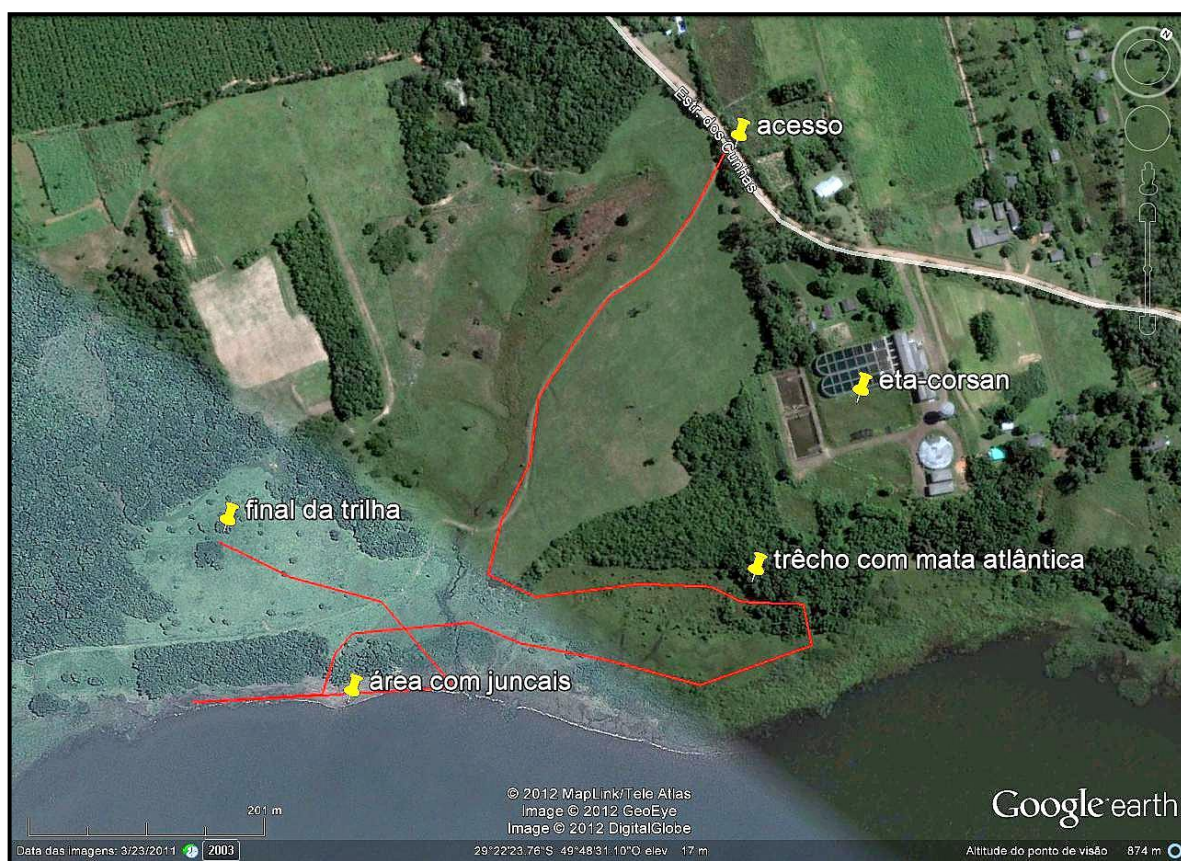 N
Estr. dos Cunhas
acesso
eta-corsan
final da trilha
trêcho com mata atlântica
área com juncais
© 2012 MapLink/Tele Atlas
Image © 2012 GeoEye
Image © 2012 DigitalGlobe
Google earth
201 m
Data das imagens: 3/23/2011 2003 29°22'23.76"S 49°48'31.10"O elev 17 m Altitude do ponto de visão 874 m